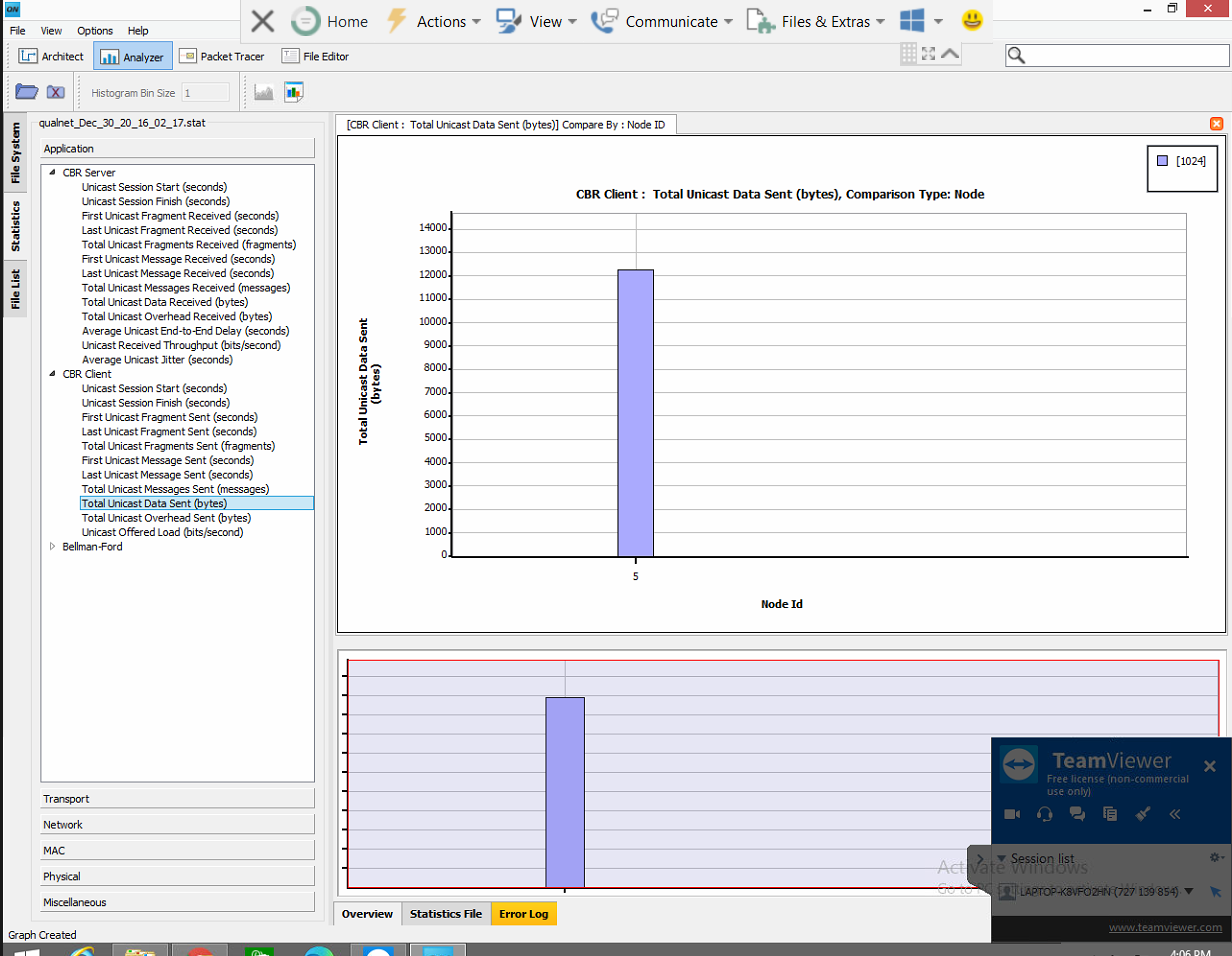 ON
File View Options Help
Home Actions View Communicate Files & Extras
Architect Analyzer Packet Tracer File Editor
Histogram Bin Size 1
File System
Statistics
File List
qualnet_Dec_30_20_16_02_17.stat
Application
CBR Server
Unicast Session Start (seconds)
Unicast Session Finish (seconds)
First Unicast Fragment Received (seconds)
Last Unicast Fragment Received (seconds)
Total Unicast Fragments Received (fragments)
First Unicast Message Received (seconds)
Last Unicast Message Received (seconds)
Total Unicast Messages Received (messages)
Total Unicast Data Received (bytes)
Total Unicast Overhead Received (bytes)
Average Unicast End-to-End Delay (seconds)
Unicast Received Throughput (bits/second)
Average Unicast Jitter (seconds)
CBR Client
Unicast Session Start (seconds)
Unicast Session Finish (seconds)
First Unicast Fragment Sent (seconds)
Last Unicast Fragment Sent (seconds)
Total Unicast Fragments Sent (fragments)
First Unicast Message Sent (seconds)
Last Unicast Message Sent (seconds)
Total Unicast Messages Sent (messages)
Total Unicast Data Sent (bytes)
Total Unicast Overhead Sent (bytes)
Unicast Offered Load (bits/second)
Bellman-Ford
Transport
Network
MAC
Physical
Miscellaneous
Graph Created
[CBR Client : Total Unicast Data Sent (bytes)] Compare By : Node ID
[1024]
CBR Client : Total Unicast Data Sent (bytes), Comparison Type: Node
Total Unicast Data Sent
(bytes)
14000
13000
12000
11000
10000
9000
8000
7000
6000
5000
4000
3000
2000
1000
0
5
Node Id
Overview Statistics File Error Log
TeamViewer
Free license (non-commercial
use only)
Session list
Activate Windows
LAPTOP-K8VFO2HN (727 139 854)
www.teamviewer.com
4:06 PM